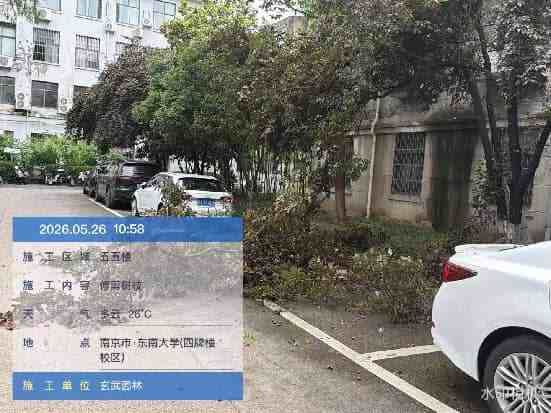 2026.05.26 10:58
施工区域 五五楼
施工内容 修剪树枝
天 气 多云 26°C
地 点 南京市·东南大学(四牌楼
校区)
施工单位 玄武园林